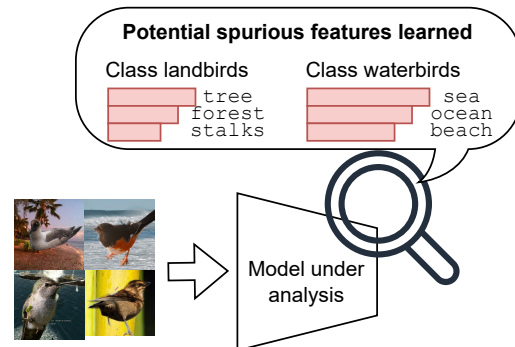 Potential spurious features learned
Class landbirds
tree
forest
stalks
Class waterbirds
sea
ocean
beach
Model under
analysis